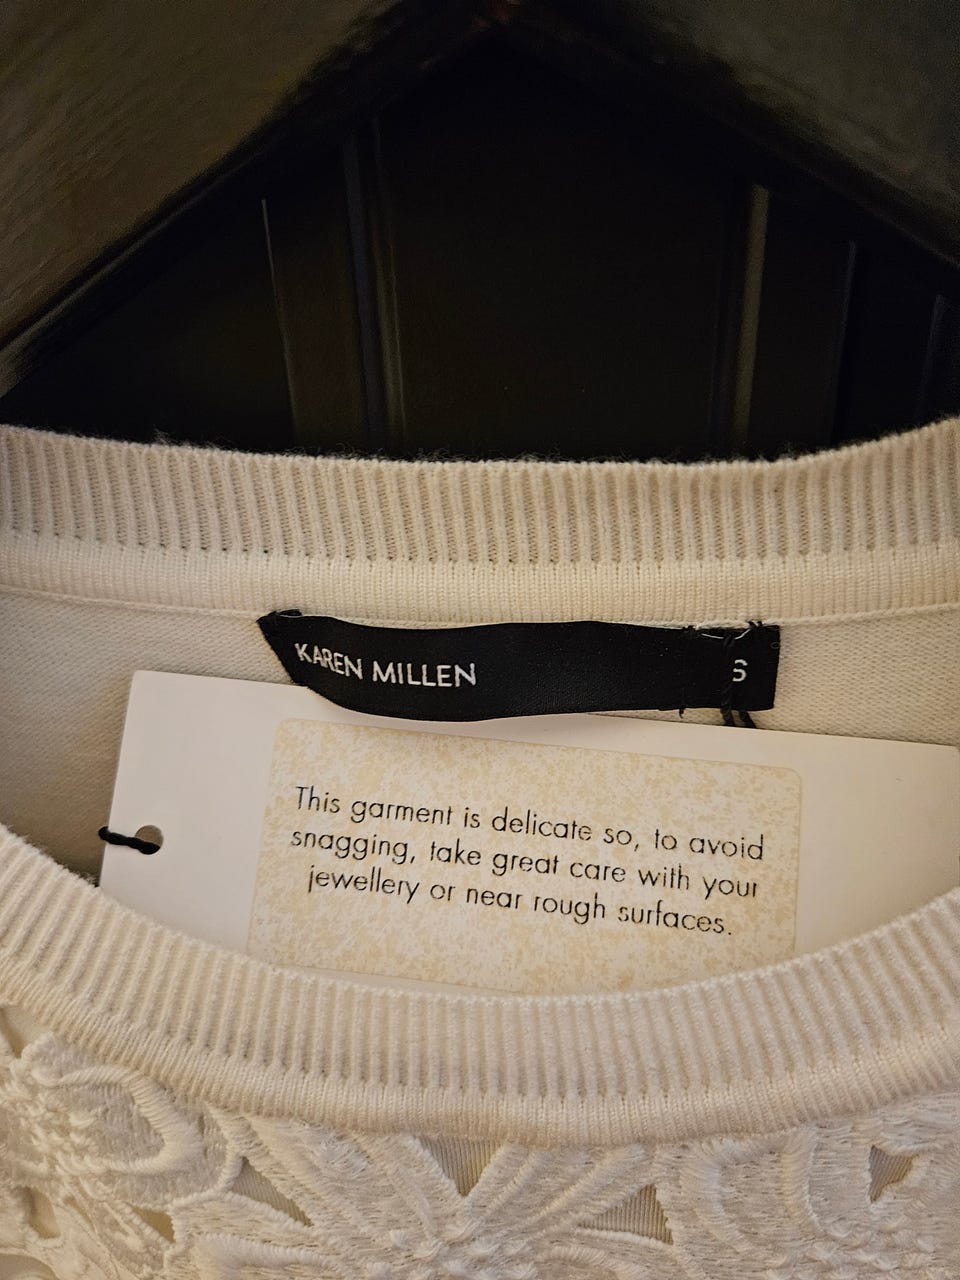 KAREN MILLEN
S
This garment is delicate so, to avoid
snagging, take great care with your
jewellery or near rough surfaces.